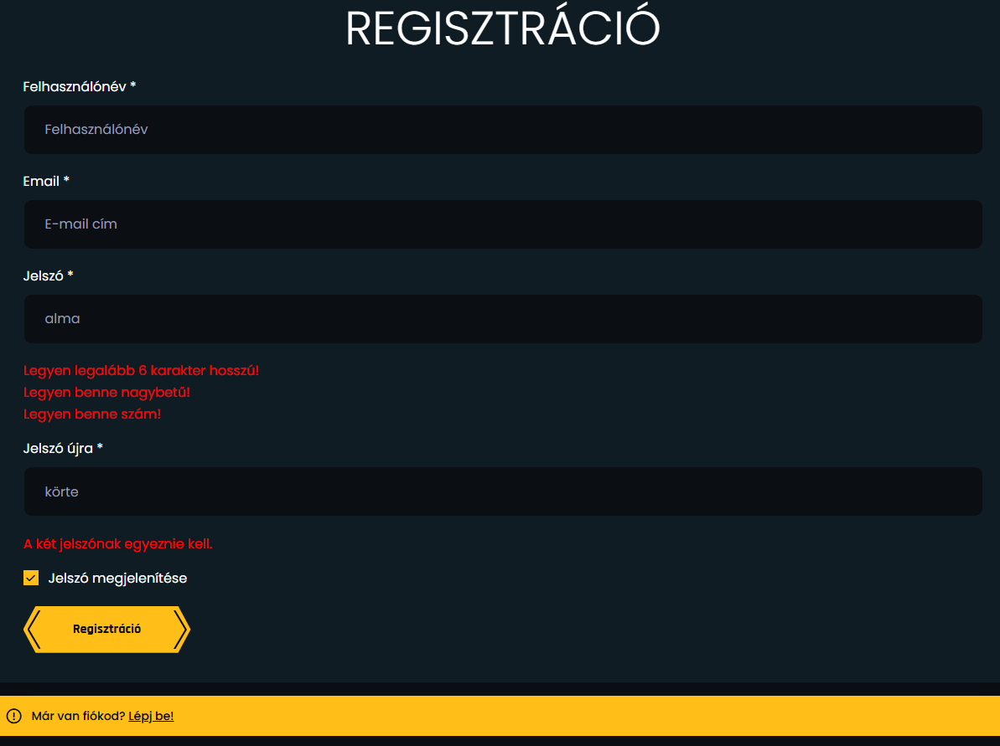 REGISZTRÁCIÓ
Felhasználónév *
Felhasználónév
Email *
E-mail cím
Jelszó *
alma
Legyen legalább 6 karakter hosszú!
Legyen benne nagybetű!
Legyen benne szám!
Jelszó újra *
körte
A két jelszónak egyeznie kell.
Jelszó megjelenítése
Regisztráció
Már van fiókod? Lépj be!